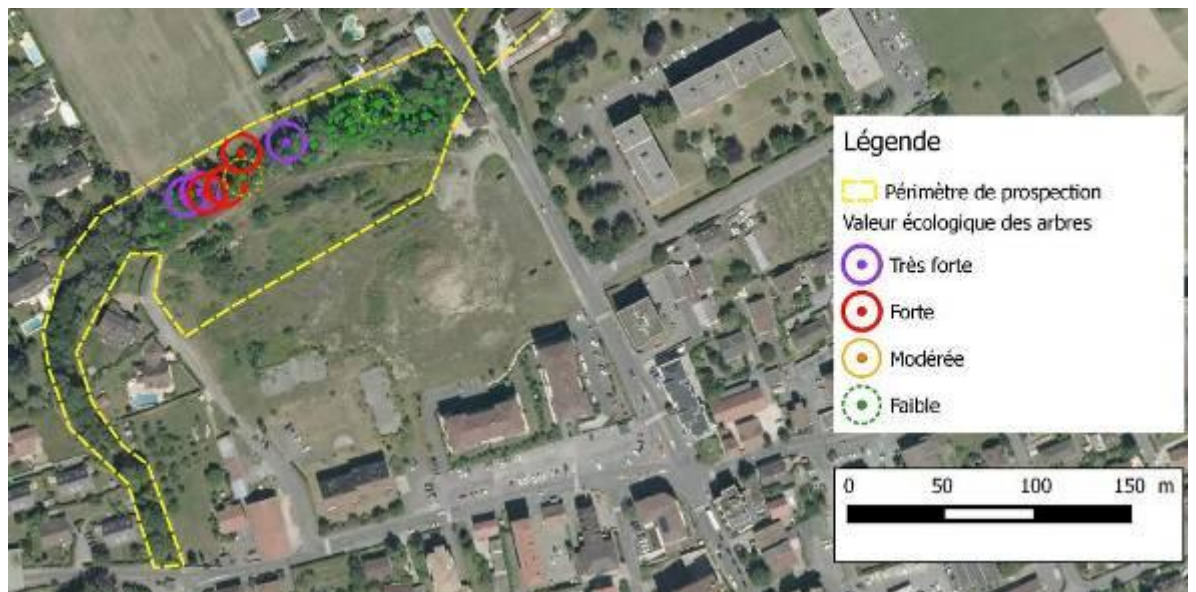 Légende
Périmètre de prospection
Valeur écologique des arbres
Très forte
Forte
Modérée
Faible
0 50 100 150 m